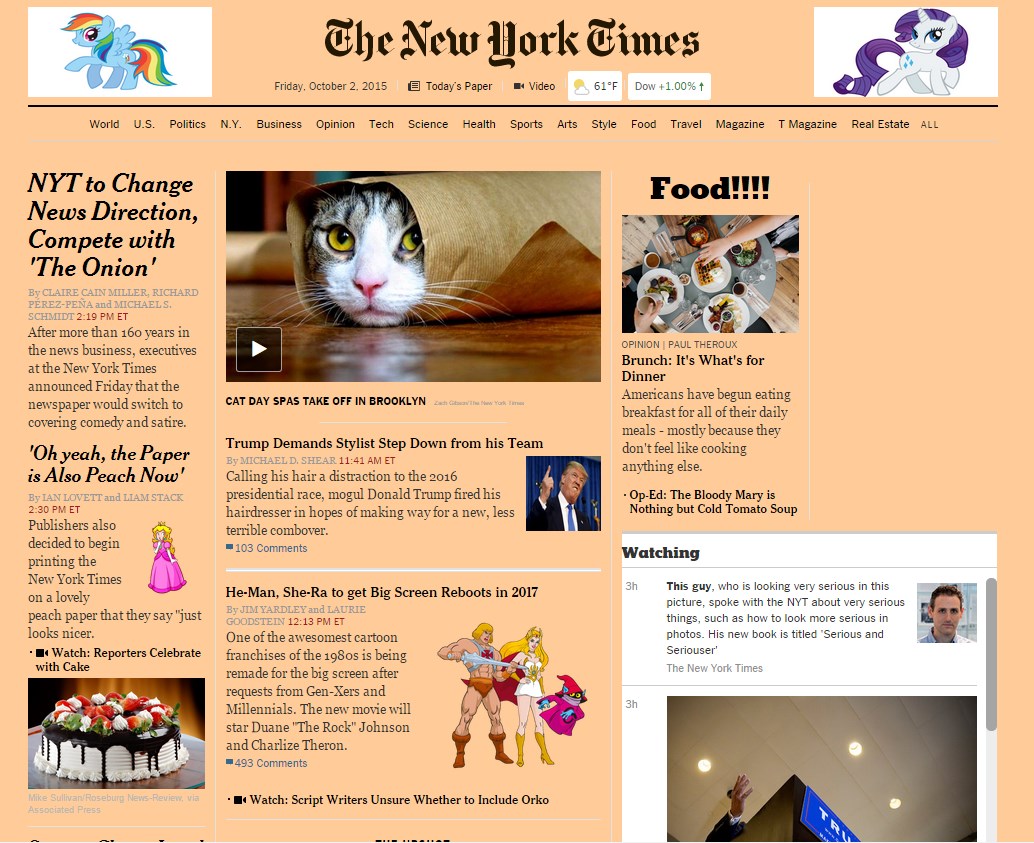 The New York Times
Friday, October 2, 2015
Today's Paper
Video
61°F
Dow +1.00% ↑
World U.S. Politics N.Y. Business Opinion Tech Science Health Sports Arts Style Food Travel Magazine T Magazine Real Estate ALL
NYT to Change
News Direction,
Compete with
'The Onion'
By CLAIRE CAIN MILLER, RICHARD
PÉREZ-PEÑA and MICHAEL S.
SCHMIDT 2:19 PM ET
After more than 160 years in
the news business, executives
at the New York Times
announced Friday that the
newspaper would switch to
covering comedy and satire.
'Oh yeah, the Paper
is Also Peach Now'
By IAN LOVETT and LIAM STACK
2:30 PM ET
Publishers also
decided to begin
printing the
New York Times
on a lovely
peach paper that they say "just
looks nicer.
· Watch: Reporters Celebrate
with Cake
Mike Sullivan/Roseburg News-Review, via
Associated Press
CAT DAY SPAS TAKE OFF IN BROOKLYN Zach Gibson/The New York Times
Trump Demands Stylist Step Down from his Team
By MICHAEL D. SHEAR 11:41 AM ET
Calling his hair a distraction to the 2016
presidential race, mogul Donald Trump fired his
hairdresser in hopes of making way for a new, less
terrible combover.
103 Comments
He-Man, She-Ra to get Big Screen Reboots in 2017
By JIM YARDLEY and LAURIE
GOODSTEIN 12:13 PM ET
One of the awesomest cartoon
franchises of the 1980s is being
remade for the big screen after
requests from Gen-Xers and
Millennials. The new movie will
star Duane "The Rock" Johnson
and Charlize Theron.
493 Comments
· Watch: Script Writers Unsure Whether to Include Orko
Food!!!!
OPINION | PAUL THEROUX
Brunch: It's What's for
Dinner
Americans have begun eating
breakfast for all of their daily
meals - mostly because they
don't feel like cooking
anything else.
· Op-Ed: The Bloody Mary is
Nothing but Cold Tomato Soup
Watching
3h
This guy, who is looking very serious in this
picture, spoke with the NYT about very serious
things, such as how to look more serious in
photos. His new book is titled 'Serious and
Seriouser'
The New York Times
3h
TRU